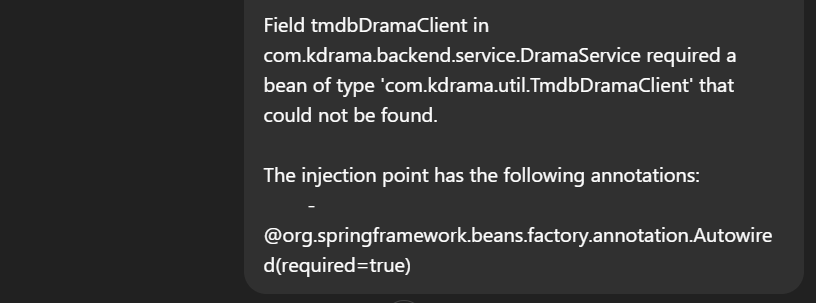 Field tmdbDramaClient in
com.kdrama.backend.service.DramaService required a
bean of type 'com.kdrama.util.TmdbDramaClient' that
could not be found.
The injection point has the following annotations:
-
@org.springframework.beans.factory.annotation.Autowire
d(required=true)